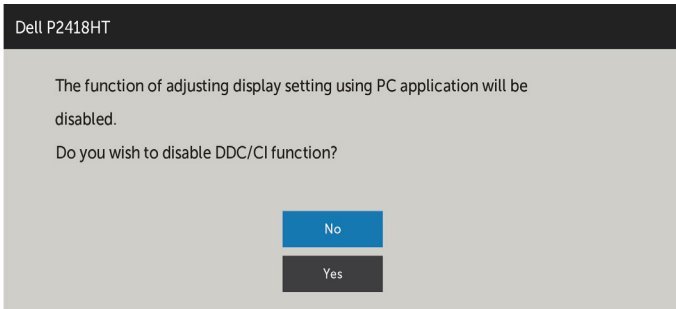 Dell P2418HT
The function of adjusting display setting using PC application will be
disabled.
Do you wish to disable DDC/CI function?
No
Yes